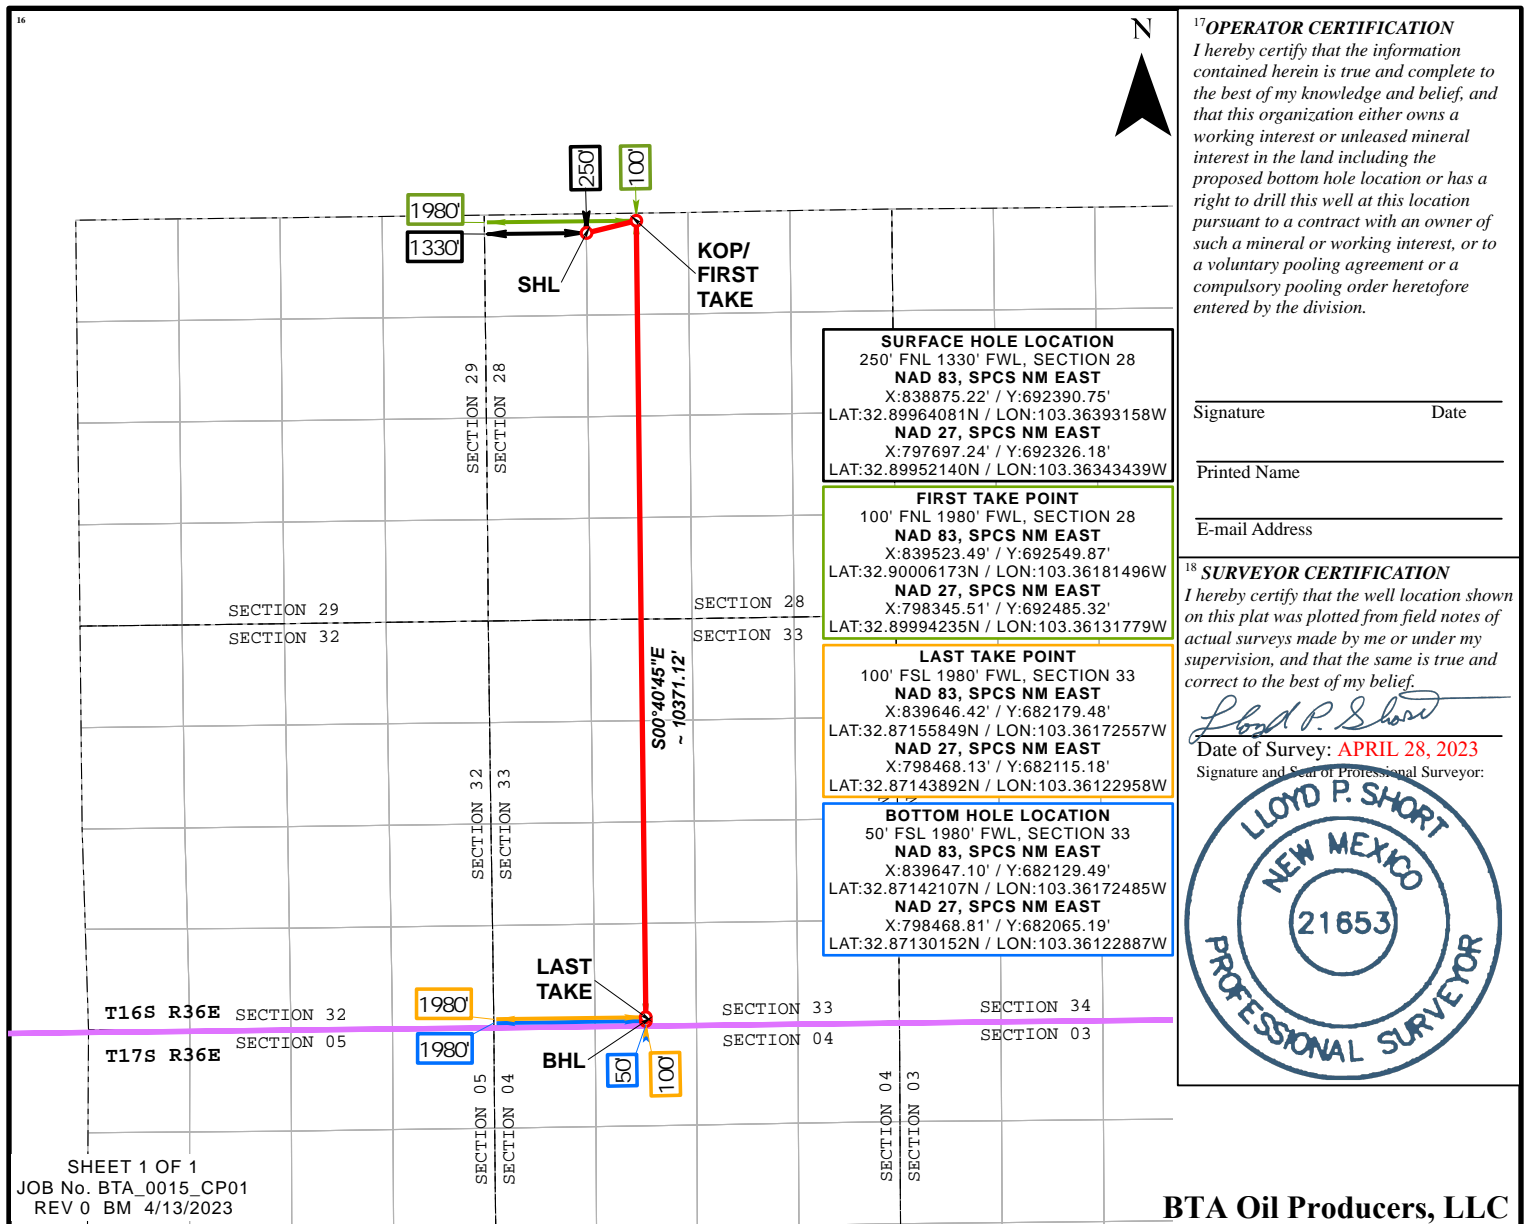 16
N
250'
100'
1980'
1330'
SHL
KOP/
FIRST
TAKE
SECTION 29
SECTION 28
SURFACE HOLE LOCATION
250' FNL 1330' FWL, SECTION 28
NAD 83, SPCS NM EAST
X:838875.22' / Y:692390.75'
LAT:32.89964081N / LON:103.36393158W
NAD 27, SPCS NM EAST
X:797697.24' / Y:692326.18'
LAT:32.89952140N / LON:103.36343439W
FIRST TAKE POINT
100' FNL 1980' FWL, SECTION 28
NAD 83, SPCS NM EAST
X:839523.49' / Y:692549.87'
LAT:32.90006173N / LON:103.36181496W
NAD 27, SPCS NM EAST
X:798345.51' / Y:692485.32'
LAT:32.89994235N / LON:103.36131779W
SECTION 29
SECTION 32
SECTION 28
SECTION 33
S00°40'45"E
~ 10371.12'
LAST TAKE POINT
100' FSL 1980' FWL, SECTION 33
NAD 83, SPCS NM EAST
X:839646.42' / Y:682179.48'
LAT:32.87155849N / LON:103.36172557W
NAD 27, SPCS NM EAST
X:798468.13' / Y:682115.18'
LAT:32.87143892N / LON:103.36122958W
BOTTOM HOLE LOCATION
50' FSL 1980' FWL, SECTION 33
NAD 83, SPCS NM EAST
X:839647.10' / Y:682129.49'
LAT:32.87142107N / LON:103.36172485W
NAD 27, SPCS NM EAST
X:798468.81' / Y:682065.19'
LAT:32.87130152N / LON:103.36122887W
SECTION 32
SECTION 33
LAST
TAKE
1980'
1980'
BHL
50'
100'
T16S R36E
SECTION 32
SECTION 05
T17S R36E
SECTION 33
SECTION 04
SECTION 34
SECTION 03
SECTION 05
SECTION 04
SECTION 04
SECTION 03
SHEET 1 OF 1
JOB No. BTA_0015_CP01
REV 0 BM 4/13/2023
17 OPERATOR CERTIFICATION
I hereby certify that the information
contained herein is true and complete to
the best of my knowledge and belief, and
that this organization either owns a
working interest or unleased mineral
interest in the land including the
proposed bottom hole location or has a
right to drill this well at this location
pursuant to a contract with an owner of
such a mineral or working interest, or to
a voluntary pooling agreement or a
compulsory pooling order heretofore
entered by the division.
Signature Date
Printed Name
E-mail Address
18 SURVEYOR CERTIFICATION
I hereby certify that the well location shown
on this plat was plotted from field notes of
actual surveys made by me or under my
supervision, and that the same is true and
correct to the best of my belief.
Lloyd P. Short
Date of Survey: APRIL 28, 2023
Signature and Seal of Professional Surveyor:
LLOYD P. SHORT
NEW MEXICO
21653
PROFESSIONAL SURVEYOR
BTA Oil Producers, LLC